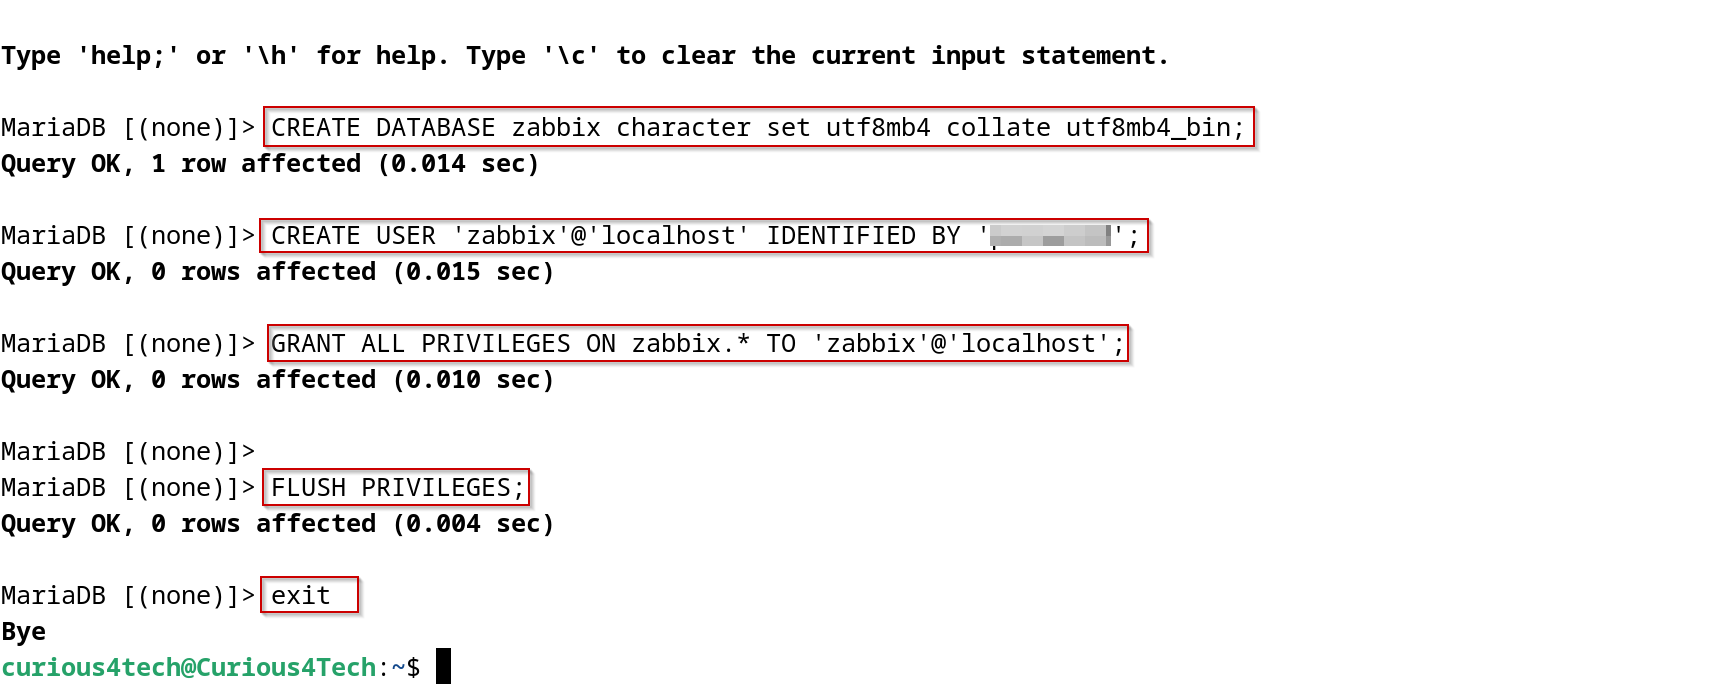 Type 'help;' or '\h' for help. Type '\c' to clear the current input statement.
MariaDB [(none)]> CREATE DATABASE zabbix character set utf8mb4 collate utf8mb4_bin;
Query OK, 1 row affected (0.014 sec)
MariaDB [(none)]> CREATE USER 'zabbix'@'localhost' IDENTIFIED BY '';
Query OK, 0 rows affected (0.015 sec)
MariaDB [(none)]> GRANT ALL PRIVILEGES ON zabbix.* TO 'zabbix'@'localhost';
Query OK, 0 rows affected (0.010 sec)
MariaDB [(none)]>
MariaDB [(none)]> FLUSH PRIVILEGES;
Query OK, 0 rows affected (0.004 sec)
MariaDB [(none)]> exit
Bye
curious4tech@Curious4Tech:~$